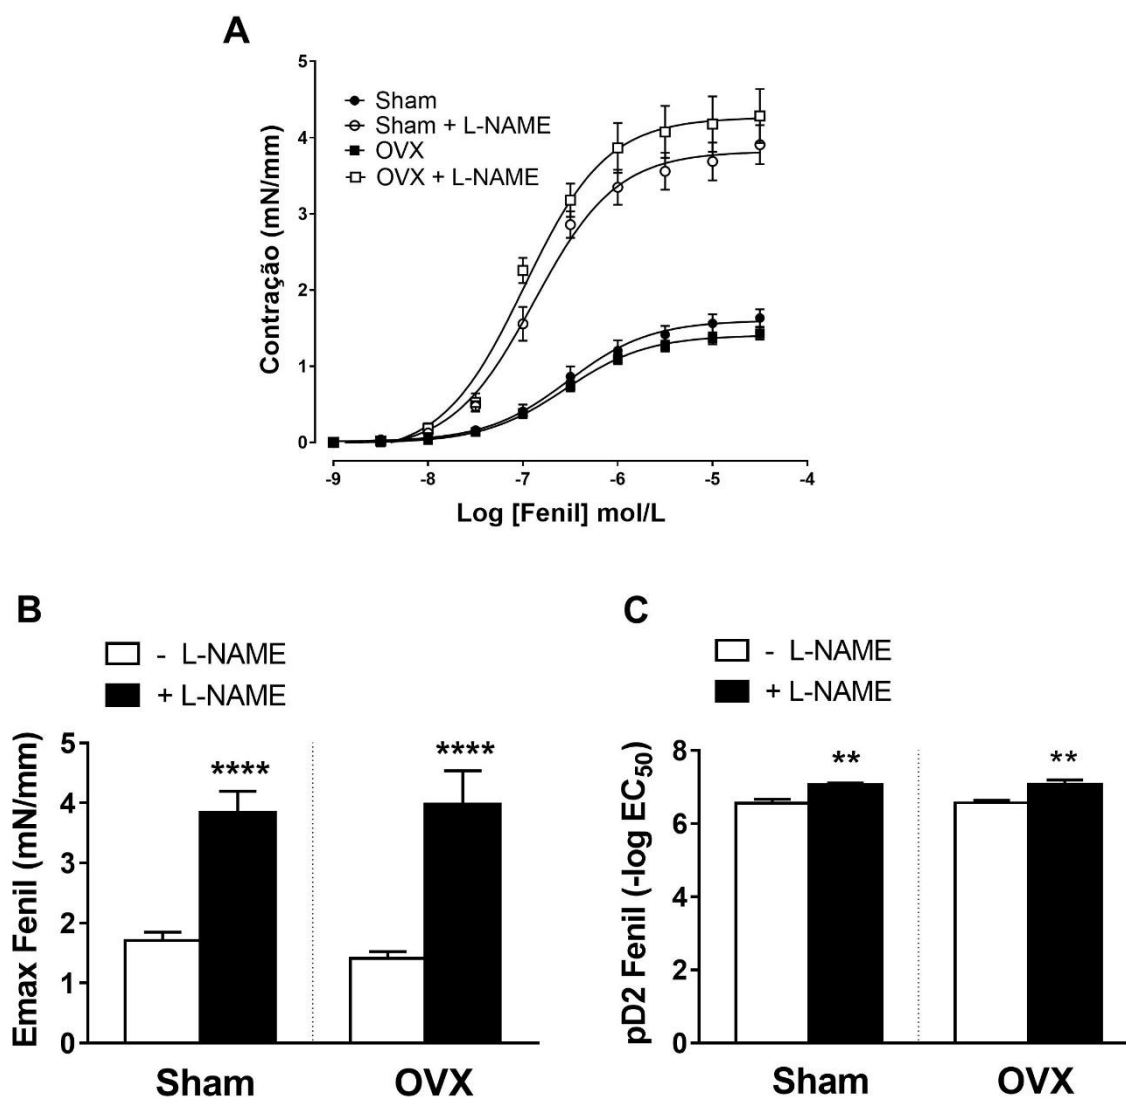 A
Sham
Sham + L-NAME
OVX
OVX + L-NAME
Contração (mN/mm)
5
4
3
2
1
0
-9 -8 -7 -6 -5 -4
Log [Fenil] mol/L
B
- L-NAME
+ L-NAME
Emax Fenil (mN/mm)
5
4
3
2
1
0
****
****
Sham OVX
C
- L-NAME
+ L-NAME
pD2 Fenil (-log EC50)
8
6
4
2
0
**
**
Sham OVX